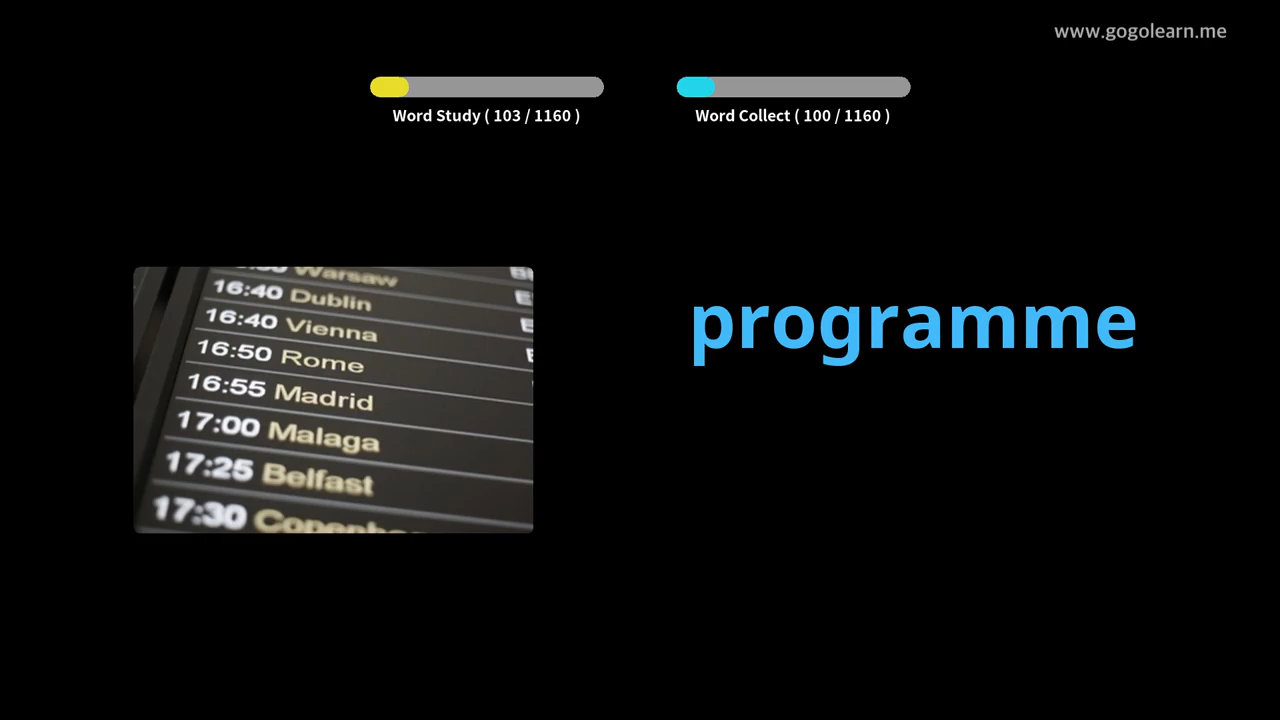 www.gogolearn.me
Word Study ( 103 / 1160 )
Word Collect ( 100 / 1160 )
Warsaw
16:40 Dublin
16:40 Vienna
16:50 Rome
16:55 Madrid
17:00 Malaga
17:25 Belfast
17:30
programme